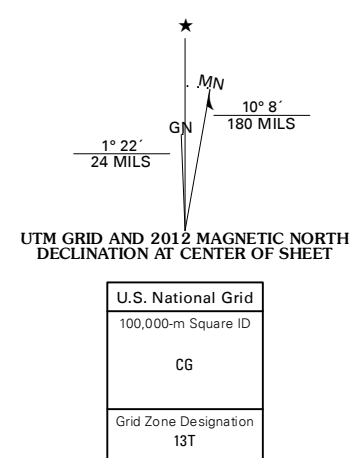 ★
MN
GN
10° 8´
180 MILS
1° 22´
24 MILS
UTM GRID AND 2012 MAGNETIC NORTH
DECLINATION AT CENTER OF SHEET
U.S. National Grid
100,000-m Square ID
CG
Grid Zone Designation
13T